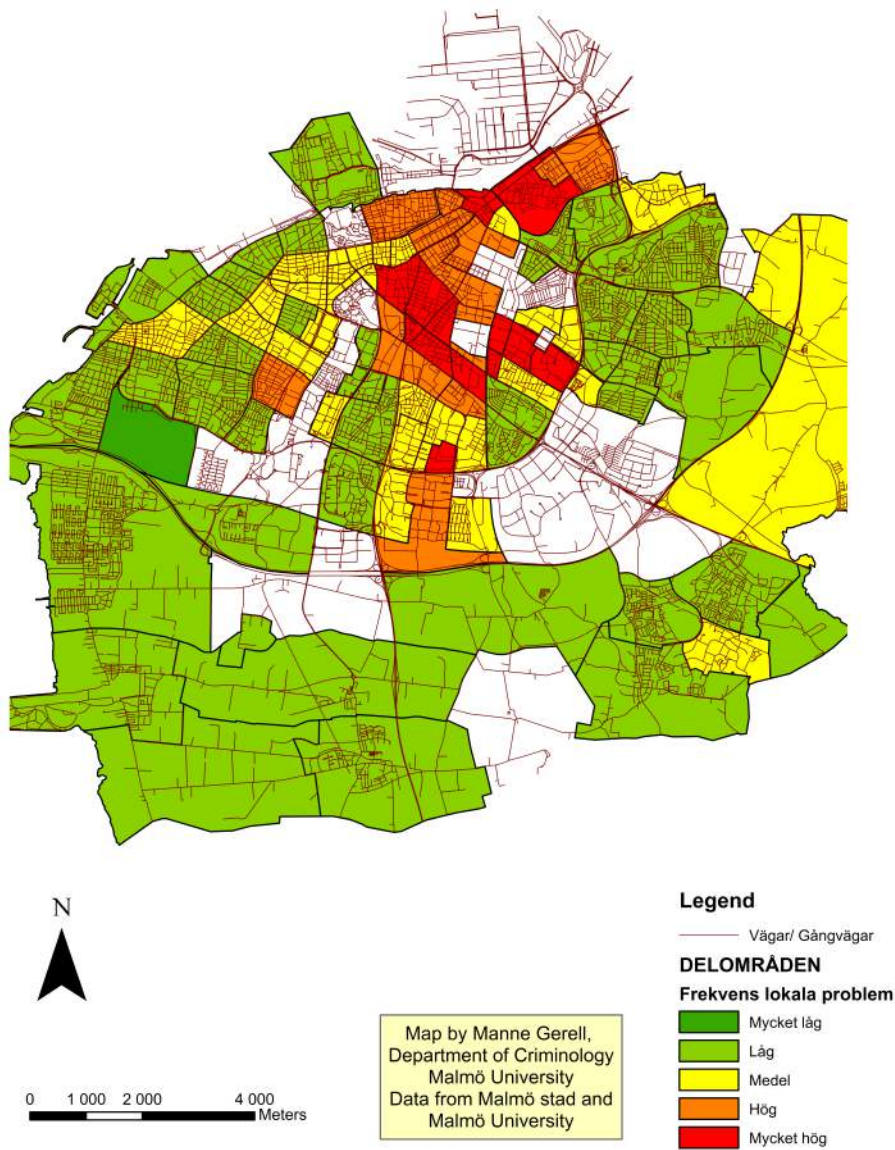 N
0 1 000 2 000 4 000
Meters
Map by Manne Gerell,
Department of Criminology
Malmö University
Data from Malmö stad and
Malmö University
Legend
Vägar/ Gångvägar
DELOMRÅDEN
Frekvens lokala problem
Mycket låg
Låg
Medel
Hög
Mycket hög